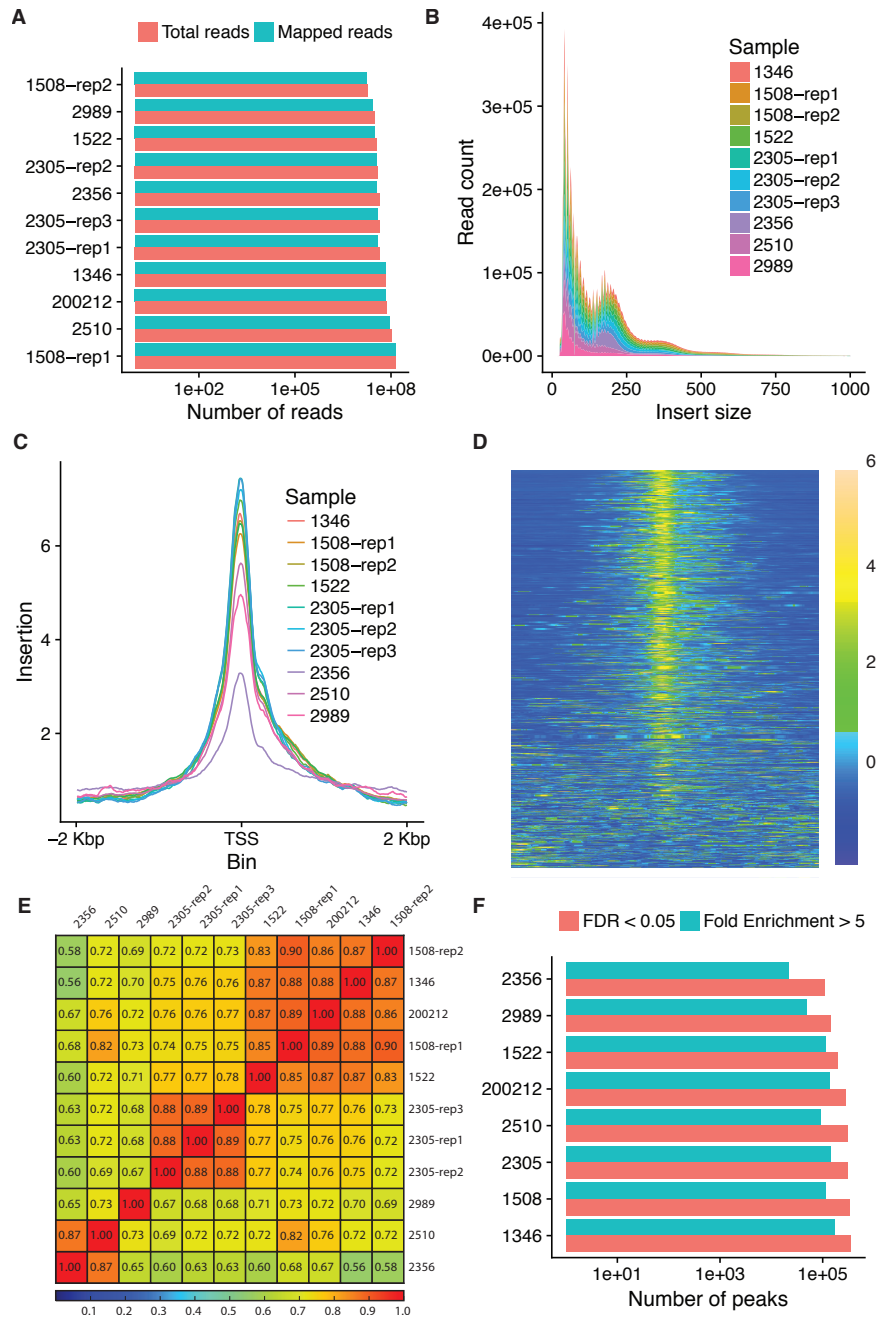 A
Total reads Mapped reads
1508−rep2
2989
1522
2305−rep2
2356
2305−rep3
2305−rep1
1346
200212
2510
1508−rep1
1e+02 1e+05 1e+08
Number of reads
B
4e+05
3e+05
2e+05
1e+05
0e+00
Read count
Sample
1346
1508−rep1
1508−rep2
1522
2305−rep1
2305−rep2
2305−rep3
2356
2510
2989
0 250 500 750 1000
Insert size
C
6
4
2
Insertion
Sample
1346
1508−rep1
1508−rep2
1522
2305−rep1
2305−rep2
2305−rep3
2356
2510
2989
−2 Kbp TSS 2 Kbp
Bin
D
6
4
2
0
E
2356 2510 2989 2305-rep2 2305-rep1 2305-rep3 1522 1508-rep1 200212 1346 1508-rep2
0.58 0.72 0.69 0.72 0.72 0.73 0.83 0.90 0.86 0.87 1.00 1508-rep2
0.56 0.72 0.70 0.75 0.76 0.76 0.87 0.88 0.88 1.00 0.87 1346
0.67 0.76 0.72 0.76 0.76 0.77 0.87 0.89 1.00 0.88 0.86 200212
0.68 0.82 0.73 0.74 0.75 0.75 0.85 1.00 0.89 0.88 0.90 1508-rep1
0.60 0.72 0.71 0.77 0.77 0.78 1.00 0.85 0.87 0.87 0.83 1522
0.63 0.72 0.68 0.88 0.89 1.00 0.78 0.75 0.77 0.76 0.73 2305-rep3
0.63 0.72 0.68 0.88 1.00 0.89 0.77 0.75 0.76 0.76 0.72 2305-rep1
0.60 0.69 0.67 1.00 0.88 0.88 0.77 0.74 0.76 0.75 0.72 2305-rep2
0.65 0.73 1.00 0.67 0.68 0.68 0.71 0.73 0.72 0.70 0.69 2989
0.87 1.00 0.73 0.69 0.72 0.72 0.72 0.82 0.76 0.72 0.72 2510
1.00 0.87 0.65 0.60 0.63 0.63 0.60 0.68 0.67 0.56 0.58 2356
0.1 0.2 0.3 0.4 0.5 0.6 0.7 0.8 0.9 1.0
F
FDR < 0.05 Fold Enrichment > 5
2356
2989
1522
200212
2510
2305
1508
1346
1e+01 1e+03 1e+05
Number of peaks